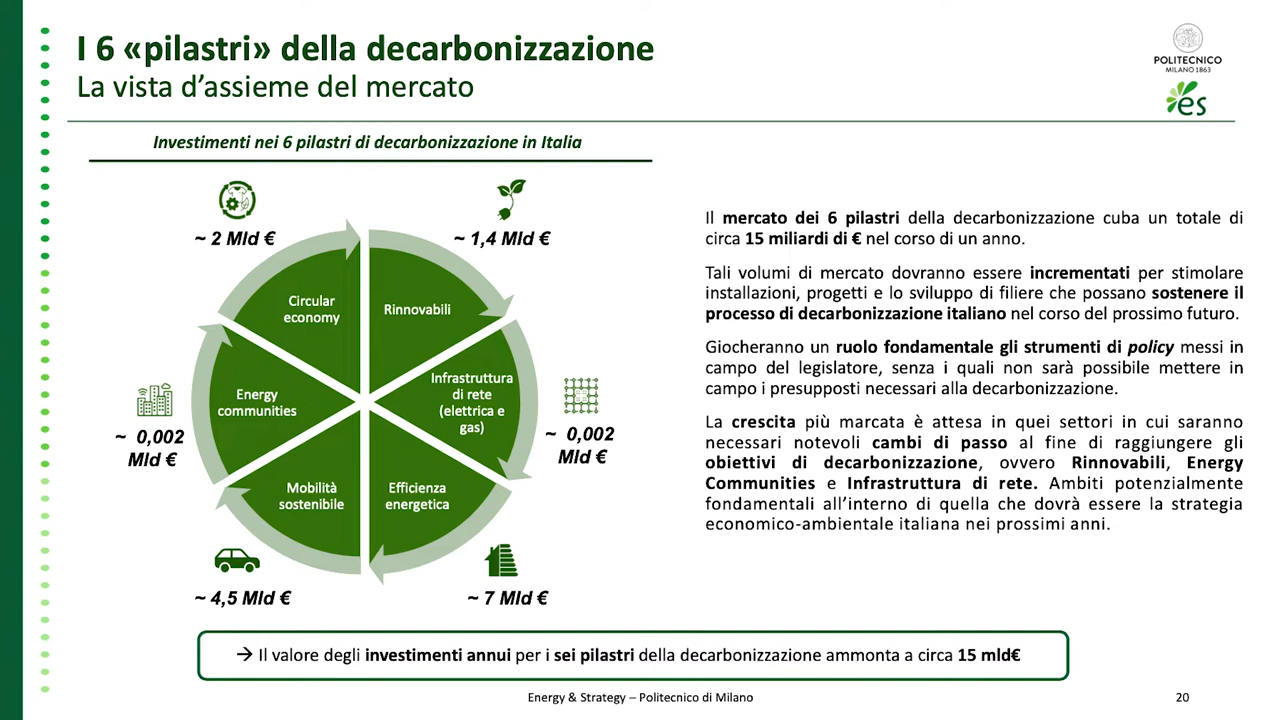 I 6 «pilastri» della decarbonizzazione
La vista d’assieme del mercato
POLITECNICO
MILANO 1863
es
Investimenti nei 6 pilastri di decarbonizzazione in Italia
~ 2 Mld €
~ 1,4 Mld €
Circular
economy
Rinnovabili
Energy
communities
Infrastruttura
di rete
(elettrica e
gas)
~ 0,002
Mld €
~ 0,002
Mld €
Mobilità
sostenibile
Efficienza
energetica
~ 4,5 Mld €
~ 7 Mld €
Il mercato dei 6 pilastri della decarbonizzazione cuba un totale di
circa 15 miliardi di € nel corso di un anno.
Tali volumi di mercato dovranno essere incrementati per stimolare
installazioni, progetti e lo sviluppo di filiere che possano sostenere il
processo di decarbonizzazione italiano nel corso del prossimo futuro.
Giocheranno un ruolo fondamentale gli strumenti di policy messi in
campo del legislatore, senza i quali non sarà possibile mettere in
campo i presupposti necessari alla decarbonizzazione.
La crescita più marcata è attesa in quei settori in cui saranno
necessari notevoli cambi di passo al fine di raggiungere gli
obiettivi di decarbonizzazione, ovvero Rinnovabili, Energy
Communities e Infrastruttura di rete. Ambiti potenzialmente
fondamentali all’interno di quella che dovrà essere la strategia
economico-ambientale italiana nei prossimi anni.
→ Il valore degli investimenti annui per i sei pilastri della decarbonizzazione ammonta a circa 15 mld€
Energy & Strategy – Politecnico di Milano
20